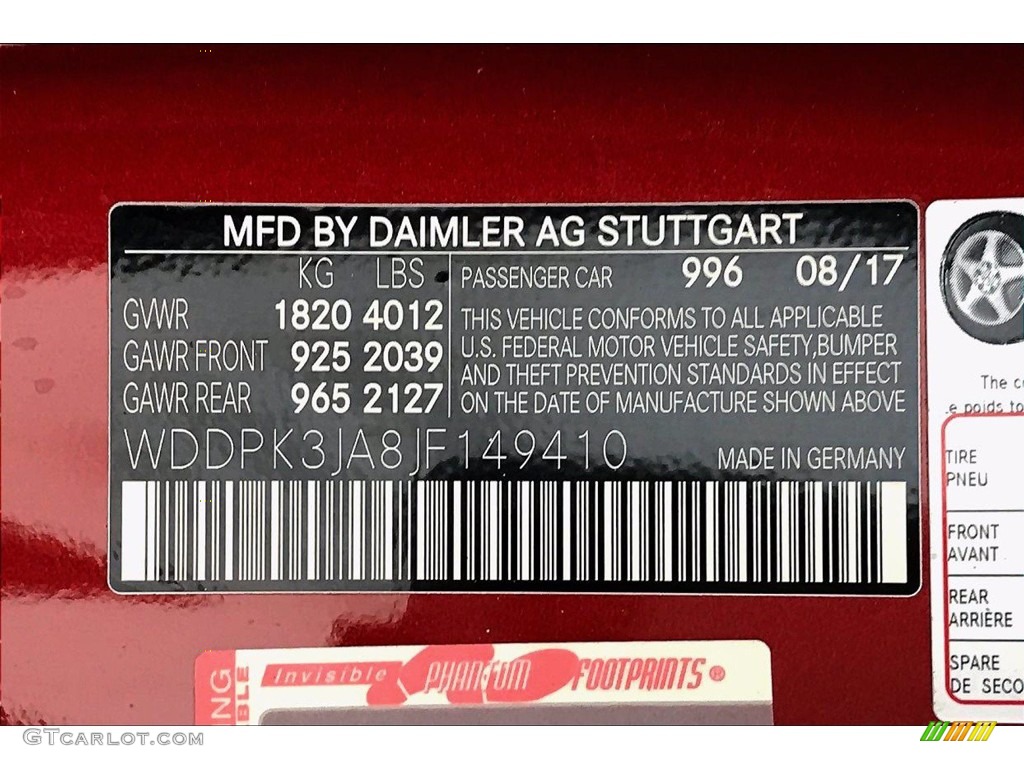 MFD BY DAIMLER AG STUTTGART
KG LBS
GVWR 1820 4012
GAWR FRONT 925 2039
GAWR REAR 965 2127
PASSENGER CAR 996 08/17
THIS VEHICLE CONFORMS TO ALL APPLICABLE
U.S. FEDERAL MOTOR VEHICLE SAFETY,BUMPER
AND THEFT PREVENTION STANDARDS IN EFFECT
ON THE DATE OF MANUFACTURE SHOWN ABOVE
WDDPK3JA8JF149410 MADE IN GERMANY
The
poids
TIRE
PNEU
FRONT
AVANT
REAR
ARRIÈRE
SPARE
DE SECO
Invisible PHANTOM FOOTPRINTS®
GTcarlot.com